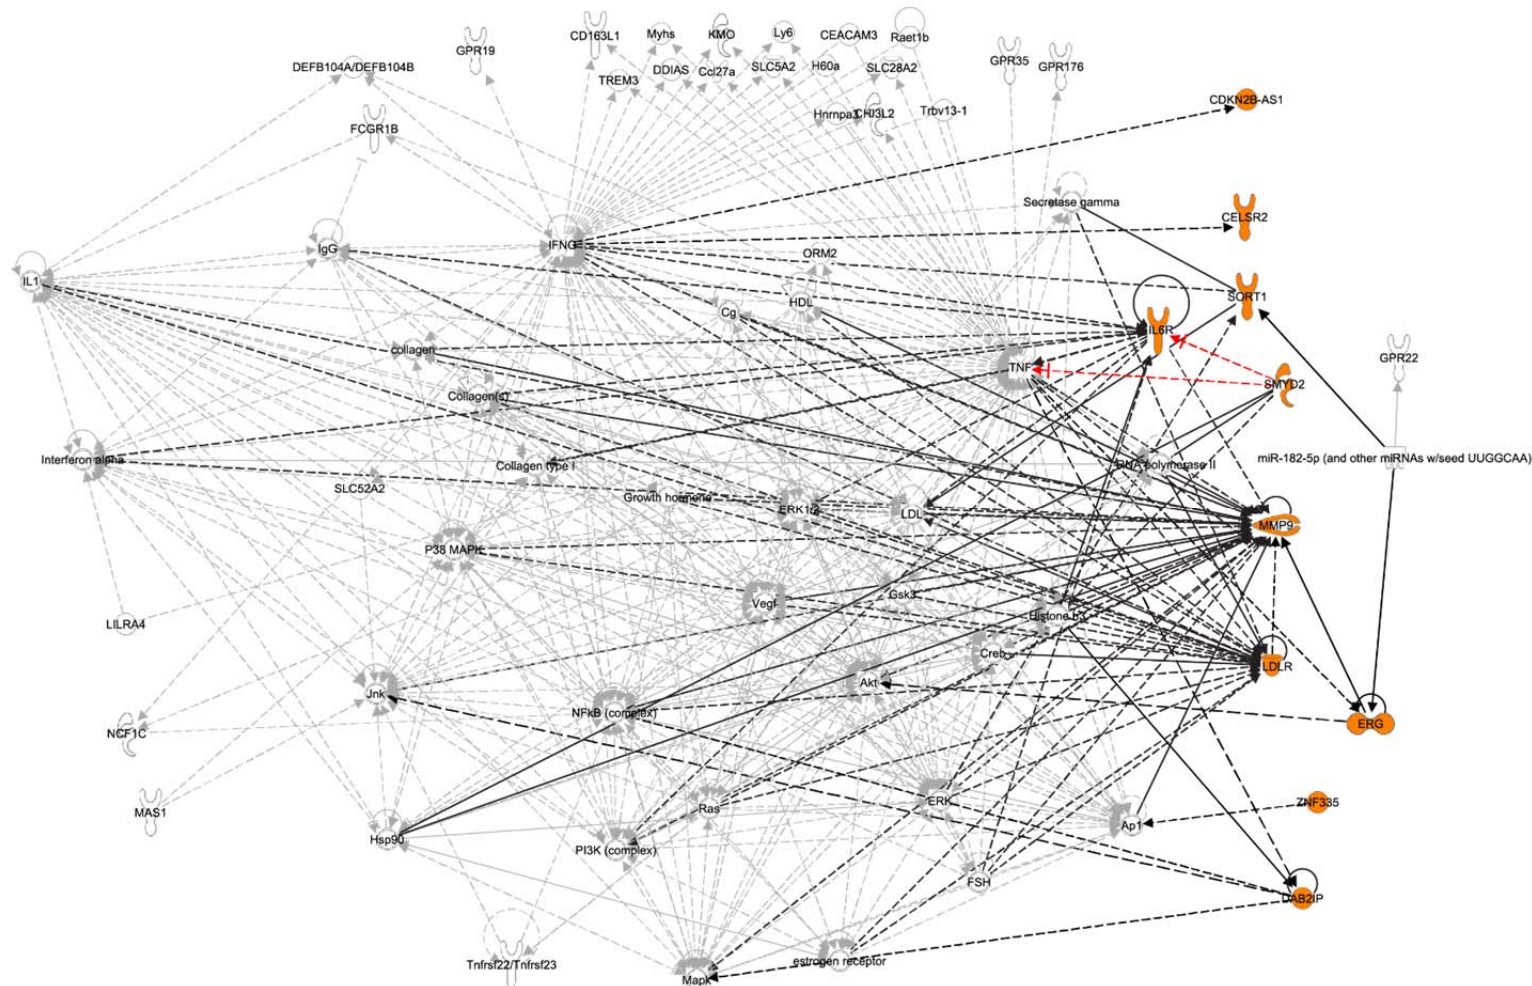 GPR19
CD163L1
Myhs
KMO
Ly6
CEACAM3
Raet1b
DEFB104A/DEFB104B
TREM3
DDIAS
Ccl27a
SLC5A2
H60a
SLC28A2
GPR35
GPR176
CDKN2B-AS1
FCGR1B
Hnrnpa3
CHI3L2
Trbv13-1
Secretase gamma
CELSR2
IgG
IFNG
ORM2
IL1
HDL
SORT1
Cg
IL6R
collagen
GPR22
TNF
SMYD2
Collagen(s)
Interferon alpha
Collagen type I
RNA polymerase II
miR-182-5p (and other miRNAs w/seed UUGGCAA)
SLC52A2
Growth hormone
ERK1/2
LDL
MMP9
P38 MAPK
Vegf
Gsk3
LILRA4
Histone h3
Creb
LDLR
Jnk
Akt
NFkB (complex)
ERG
NCF1C
MAS1
Ras
ERK
ZNF335
Hsp90
PI3K (complex)
Ap1
FSH
DAB2IP
Tnfrsf22/Tnfrsf23
Mapk
estrogen receptor